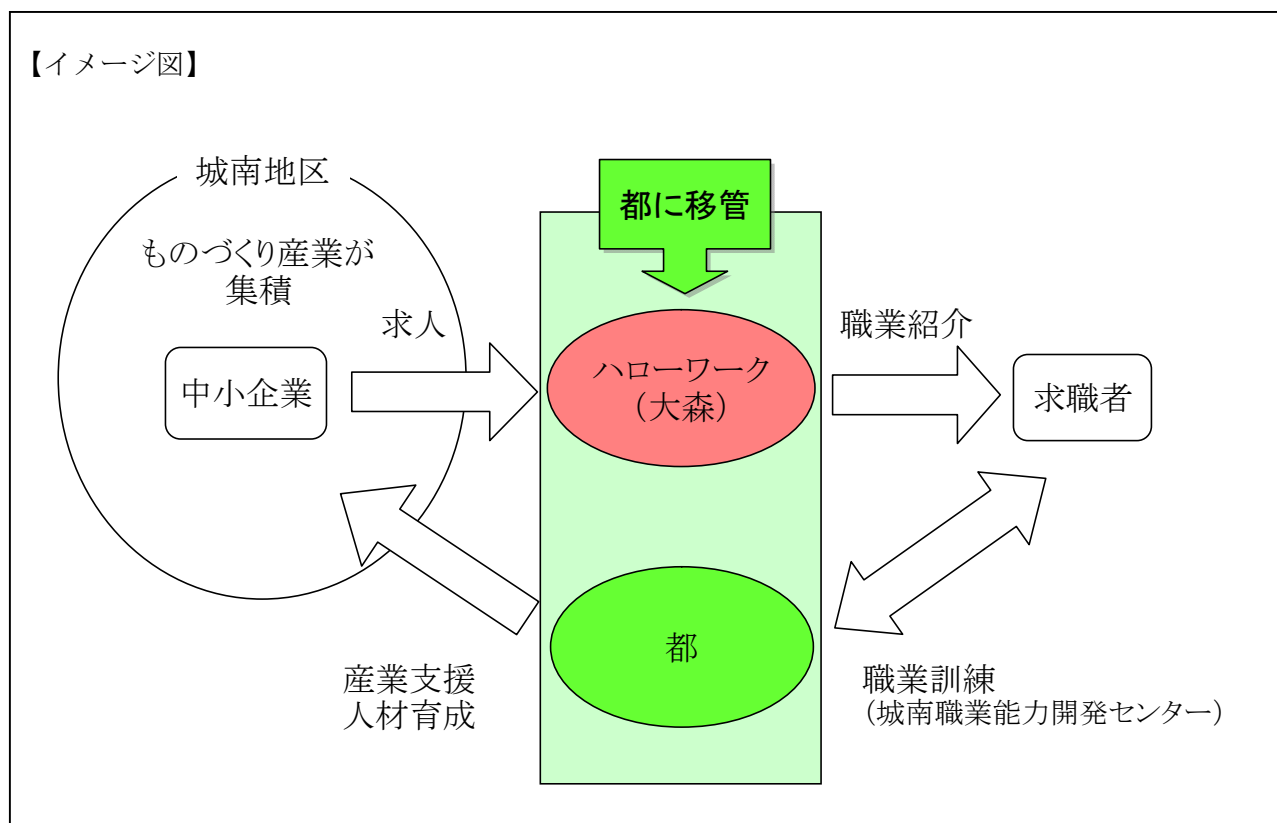 【イメージ図】
城南地区
ものづくり産業が
集積
中小企業
求人
都に移管
ハローワーク
（大森）
職業紹介
求職者
都
産業支援
人材育成
職業訓練
（城南職業能力開発センター）